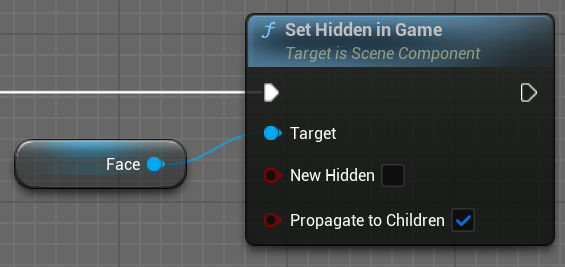 Set Hidden in Game
Target is Scene Component
Target
Face
New Hidden
Propagate to Children